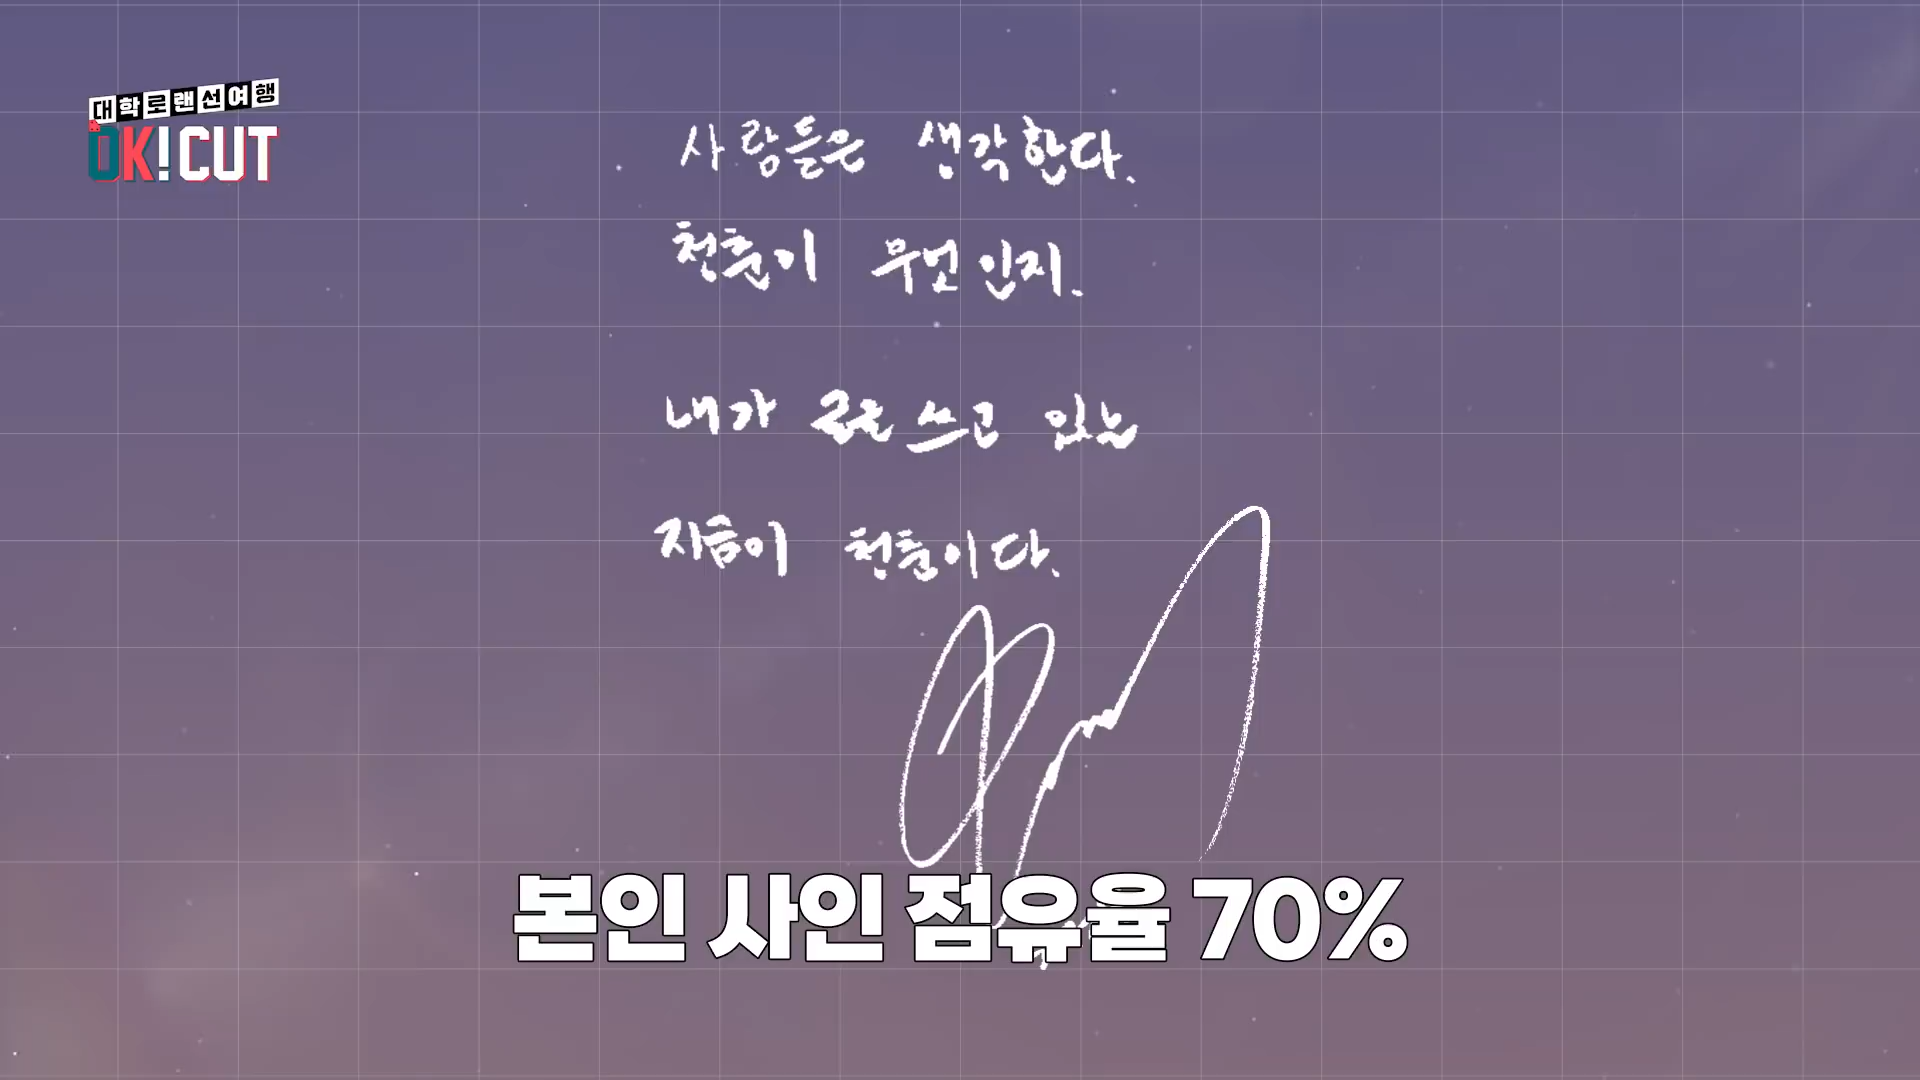 대학로랜선여행
OK!CUT
사람들은 생각한다.
청춘이 무엇인지.
내가 글을 쓰고 있는
지금이 청춘이다.
본인 사인 점유율 70%